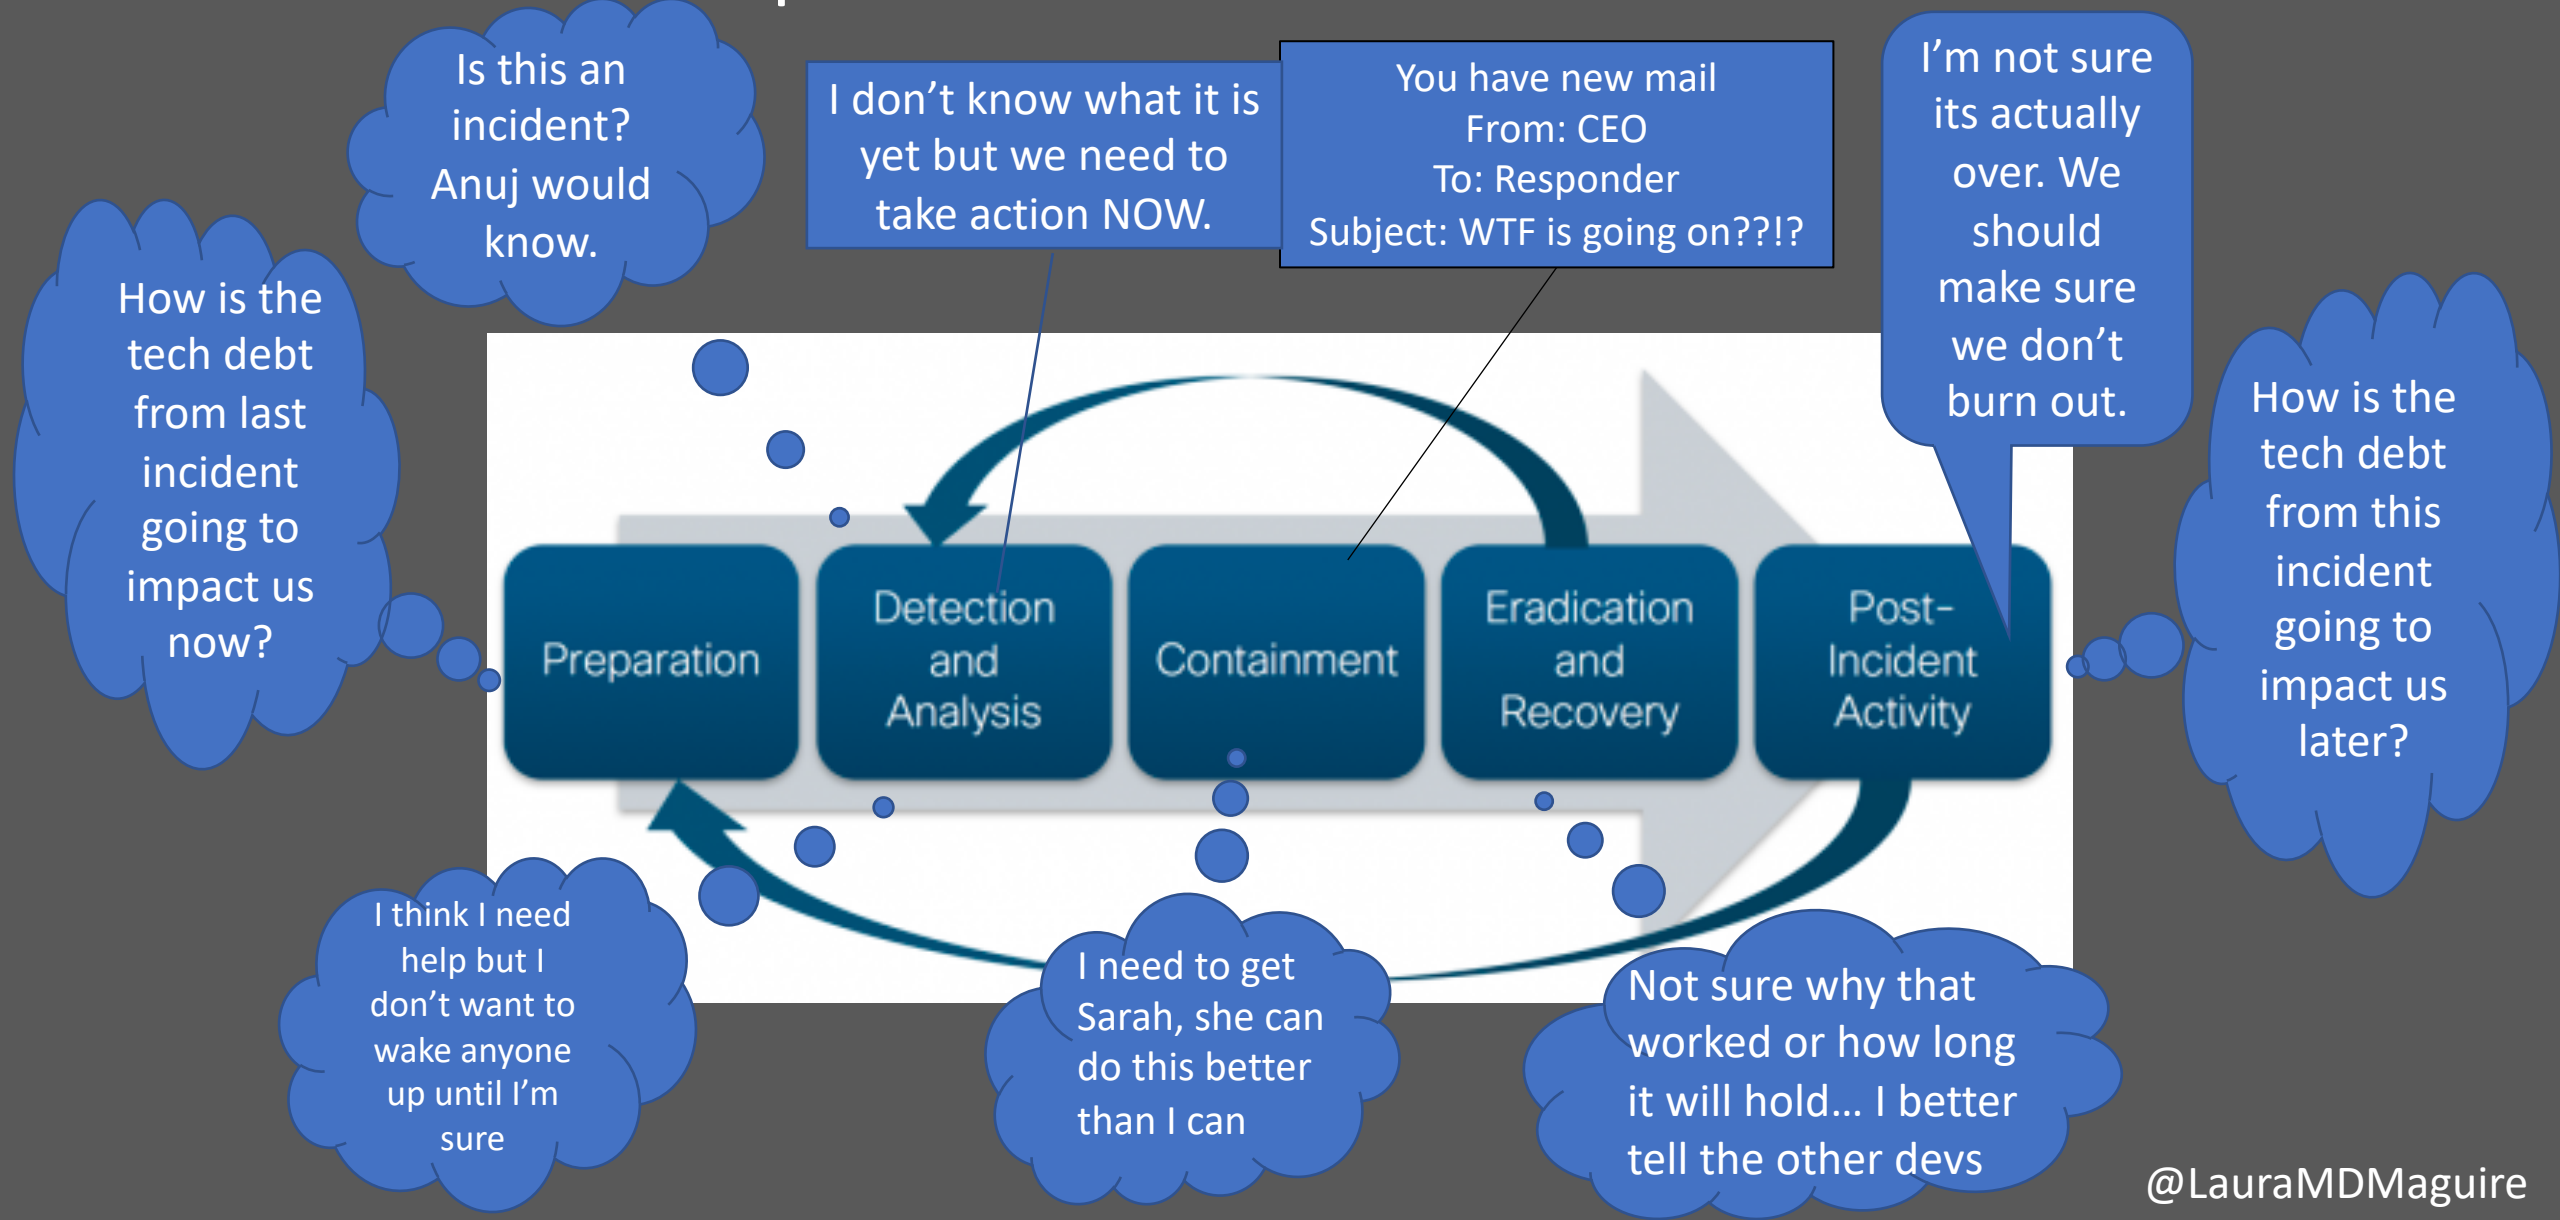 Is this an
incident?
Anuj would
know.
I don’t know what it is
yet but we need to
take action NOW.
You have new mail
From: CEO
To: Responder
Subject: WTF is going on??!?
I’m not sure
its actually
over. We
should
make sure
we don’t
burn out.
How is the
tech debt
from last
incident
going to
impact us
now?
How is the
tech debt
from this
incident
going to
impact us
later?
Preparation
Detection
and
Analysis
Containment
Eradication
and
Recovery
Post-
Incident
Activity
I think I need
help but I
don’t want to
wake anyone
up until I’m
sure
I need to get
Sarah, she can
do this better
than I can
Not sure why that
worked or how long
it will hold… I better
tell the other devs
@LauraMDMaguire